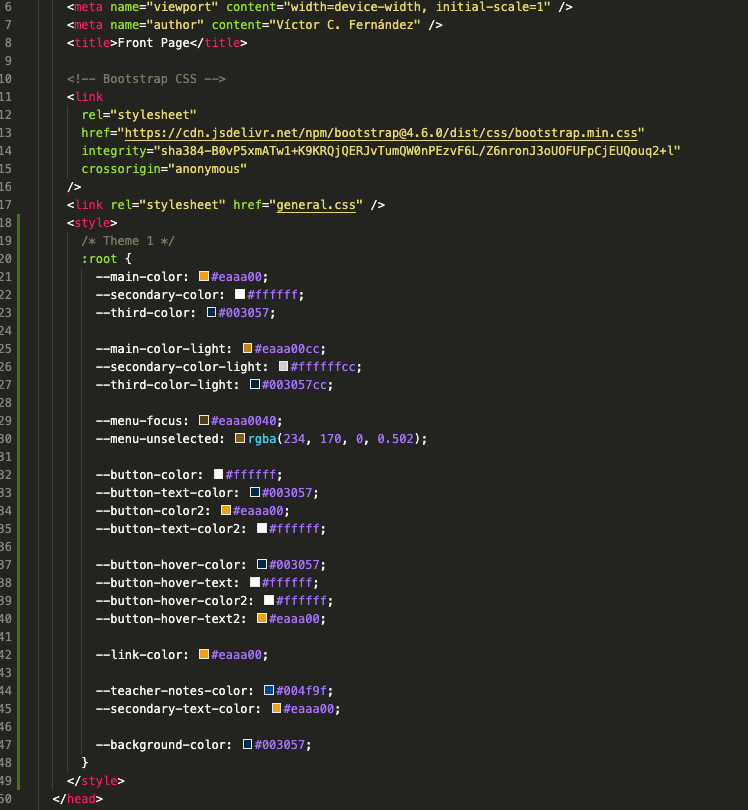 6 <meta name="viewport" content="width=device-width, initial-scale=1" />
7 <meta name="author" content="Víctor C. Fernández" />
8 <title>Front Page</title>
9
10 <!-- Bootstrap CSS -->
11 <link
12 rel="stylesheet"
13 href="https://cdn.jsdelivr.net/npm/bootstrap@4.6.0/dist/css/bootstrap.min.css"
14 integrity="sha384-B0vP5xmATw1+K9KRQjQERJvTumQW0nPEzvF6L/Z6nronJ3oUOFUFpCjEUQouq2+l"
15 crossorigin="anonymous"
16 />
17 <link rel="stylesheet" href="general.css" />
18 <style>
19 /* Theme 1 */
20 :root {
21 --main-color: #eaaa00;
22 --secondary-color: #ffffff;
23 --third-color: #003057;
24
25 --main-color-light: #eaaa00cc;
26 --secondary-color-light: #ffffffcc;
27 --third-color-light: #003057cc;
28
29 --menu-focus: #eaaa0040;
30 --menu-unselected: rgba(234, 170, 0, 0.502);
31
32 --button-color: #ffffff;
33 --button-text-color: #003057;
34 --button-color2: #eaaa00;
35 --button-text-color2: #ffffff;
36
37 --button-hover-color: #003057;
38 --button-hover-text: #ffffff;
39 --button-hover-color2: #ffffff;
40 --button-hover-text2: #eaaa00;
41
42 --link-color: #eaaa00;
43
44 --teacher-notes-color: #004f9f;
45 --secondary-text-color: #eaaa00;
46
47 --background-color: #003057;
48 }
49 </style>
50 </head>